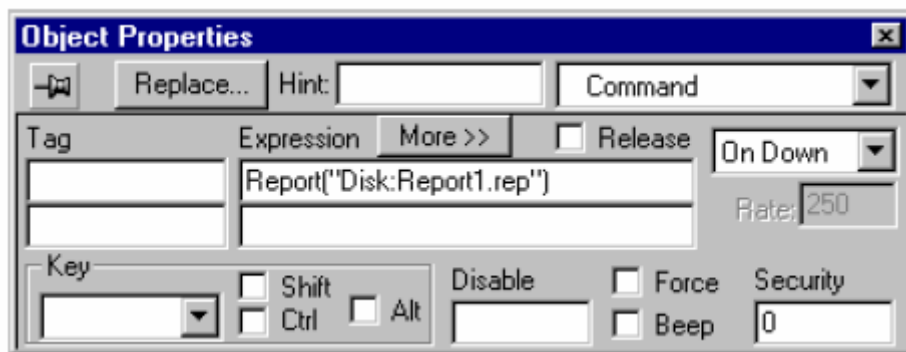 Object Properties
Replace... Hint: Command
Tag Expression More >> Release On Down
Report("Disk:Report1.rep")
Rate: 250
Key Shift Disable Force Security
Ctrl Alt Beep 0